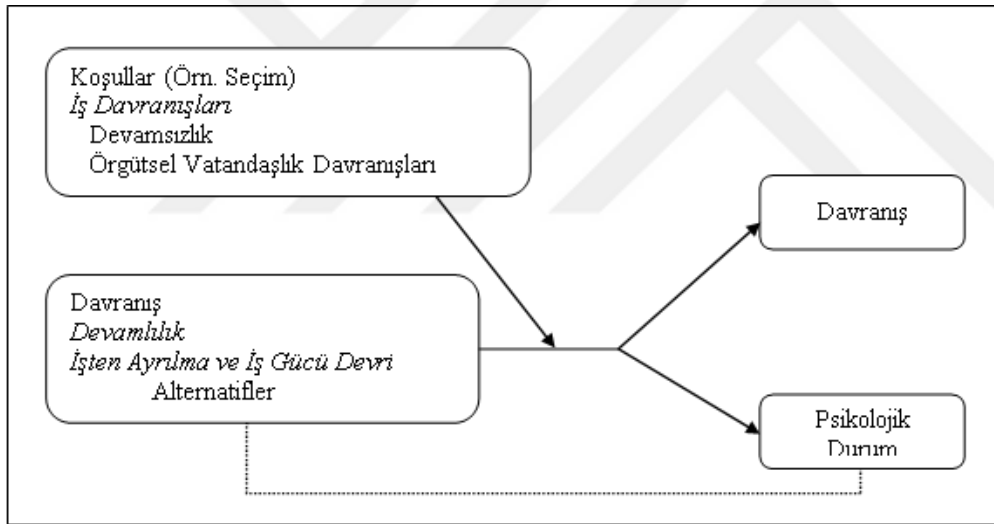 Koşullar (Örn. Seçim)
İş Davranışları
Devamsızlık
Örgütsel Vatandaşlık Davranışları
Davranış
Davranış
Devamlılık
İşten Ayrılma ve İş Gücü Devri
Alternatifler
Psikolojik
Durum